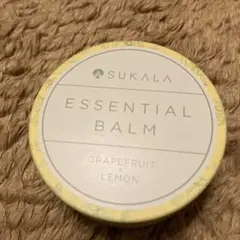 SUKALA
ESSENTIAL
BALM
GRAPEFRUIT
×
LEMON